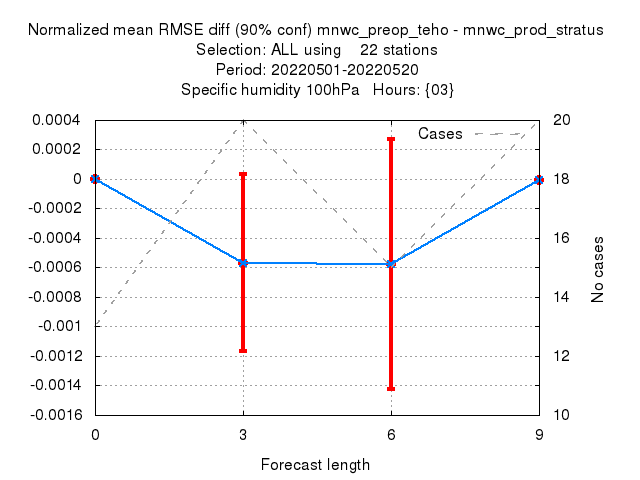 Normalized mean RMSE diff (90% conf) mnwc_preop_teho - mnwc_prod_stratus
Selection: ALL using    22 stations
Period: 20220501-20220520
Specific humidity 100hPa   Hours: {03}
Cases
0.0004
0.0002
0
-0.0002
-0.0004
-0.0006
-0.0008
-0.001
-0.0012
-0.0014
-0.0016
20
18
16
14
12
10
No cases
0 3 6 9
Forecast length